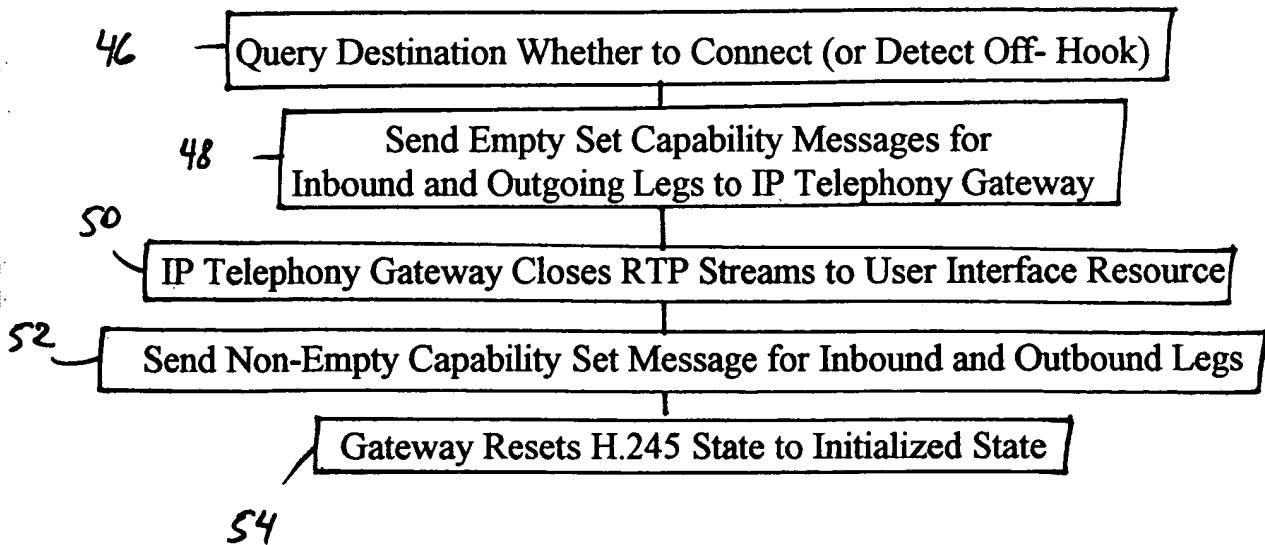 46
Query Destination Whether to Connect (or Detect Off- Hook)
48
Send Empty Set Capability Messages for
Inbound and Outgoing Legs to IP Telephony Gateway
50
IP Telephony Gateway Closes RTP Streams to User Interface Resource
52
Send Non-Empty Capability Set Message for Inbound and Outbound Legs
Gateway Resets H.245 State to Initialized State
54